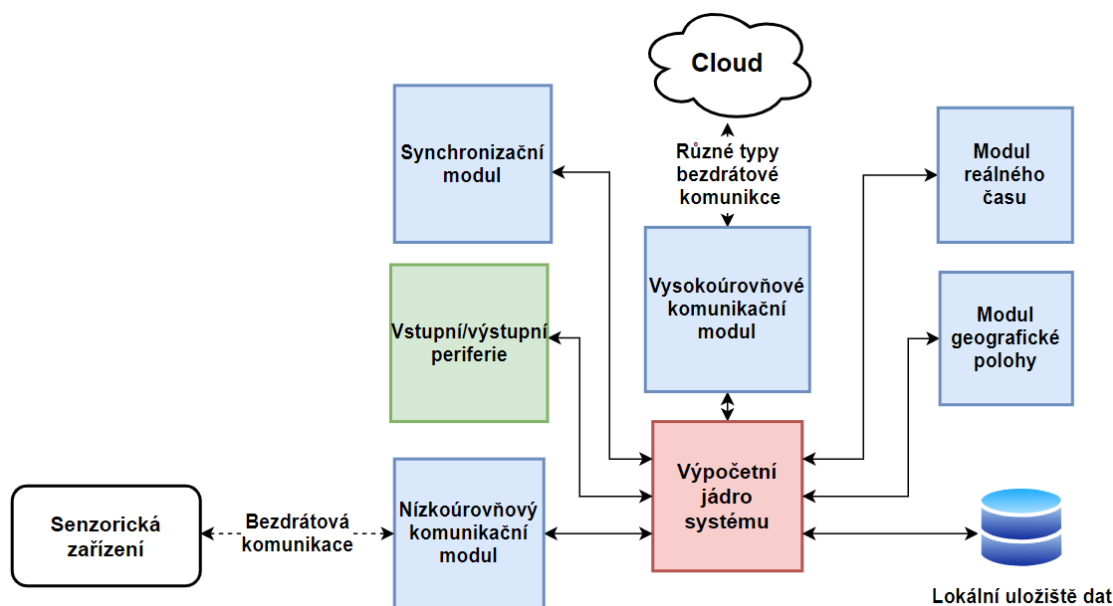 Cloud
Synchronizační
modul
Různé typy
bezdrátové
komunikce
Modul
reálného
času
Vstupní/výstupní
periferie
Vysokoúrovňové
komunikační
modul
Modul
geografické
polohy
Senzorická
zařízení
Bezdrátová
komunikace
Nízkoúrovňový
komunikační
modul
Výpočetní
jádro
systému
Lokální uložiště dat